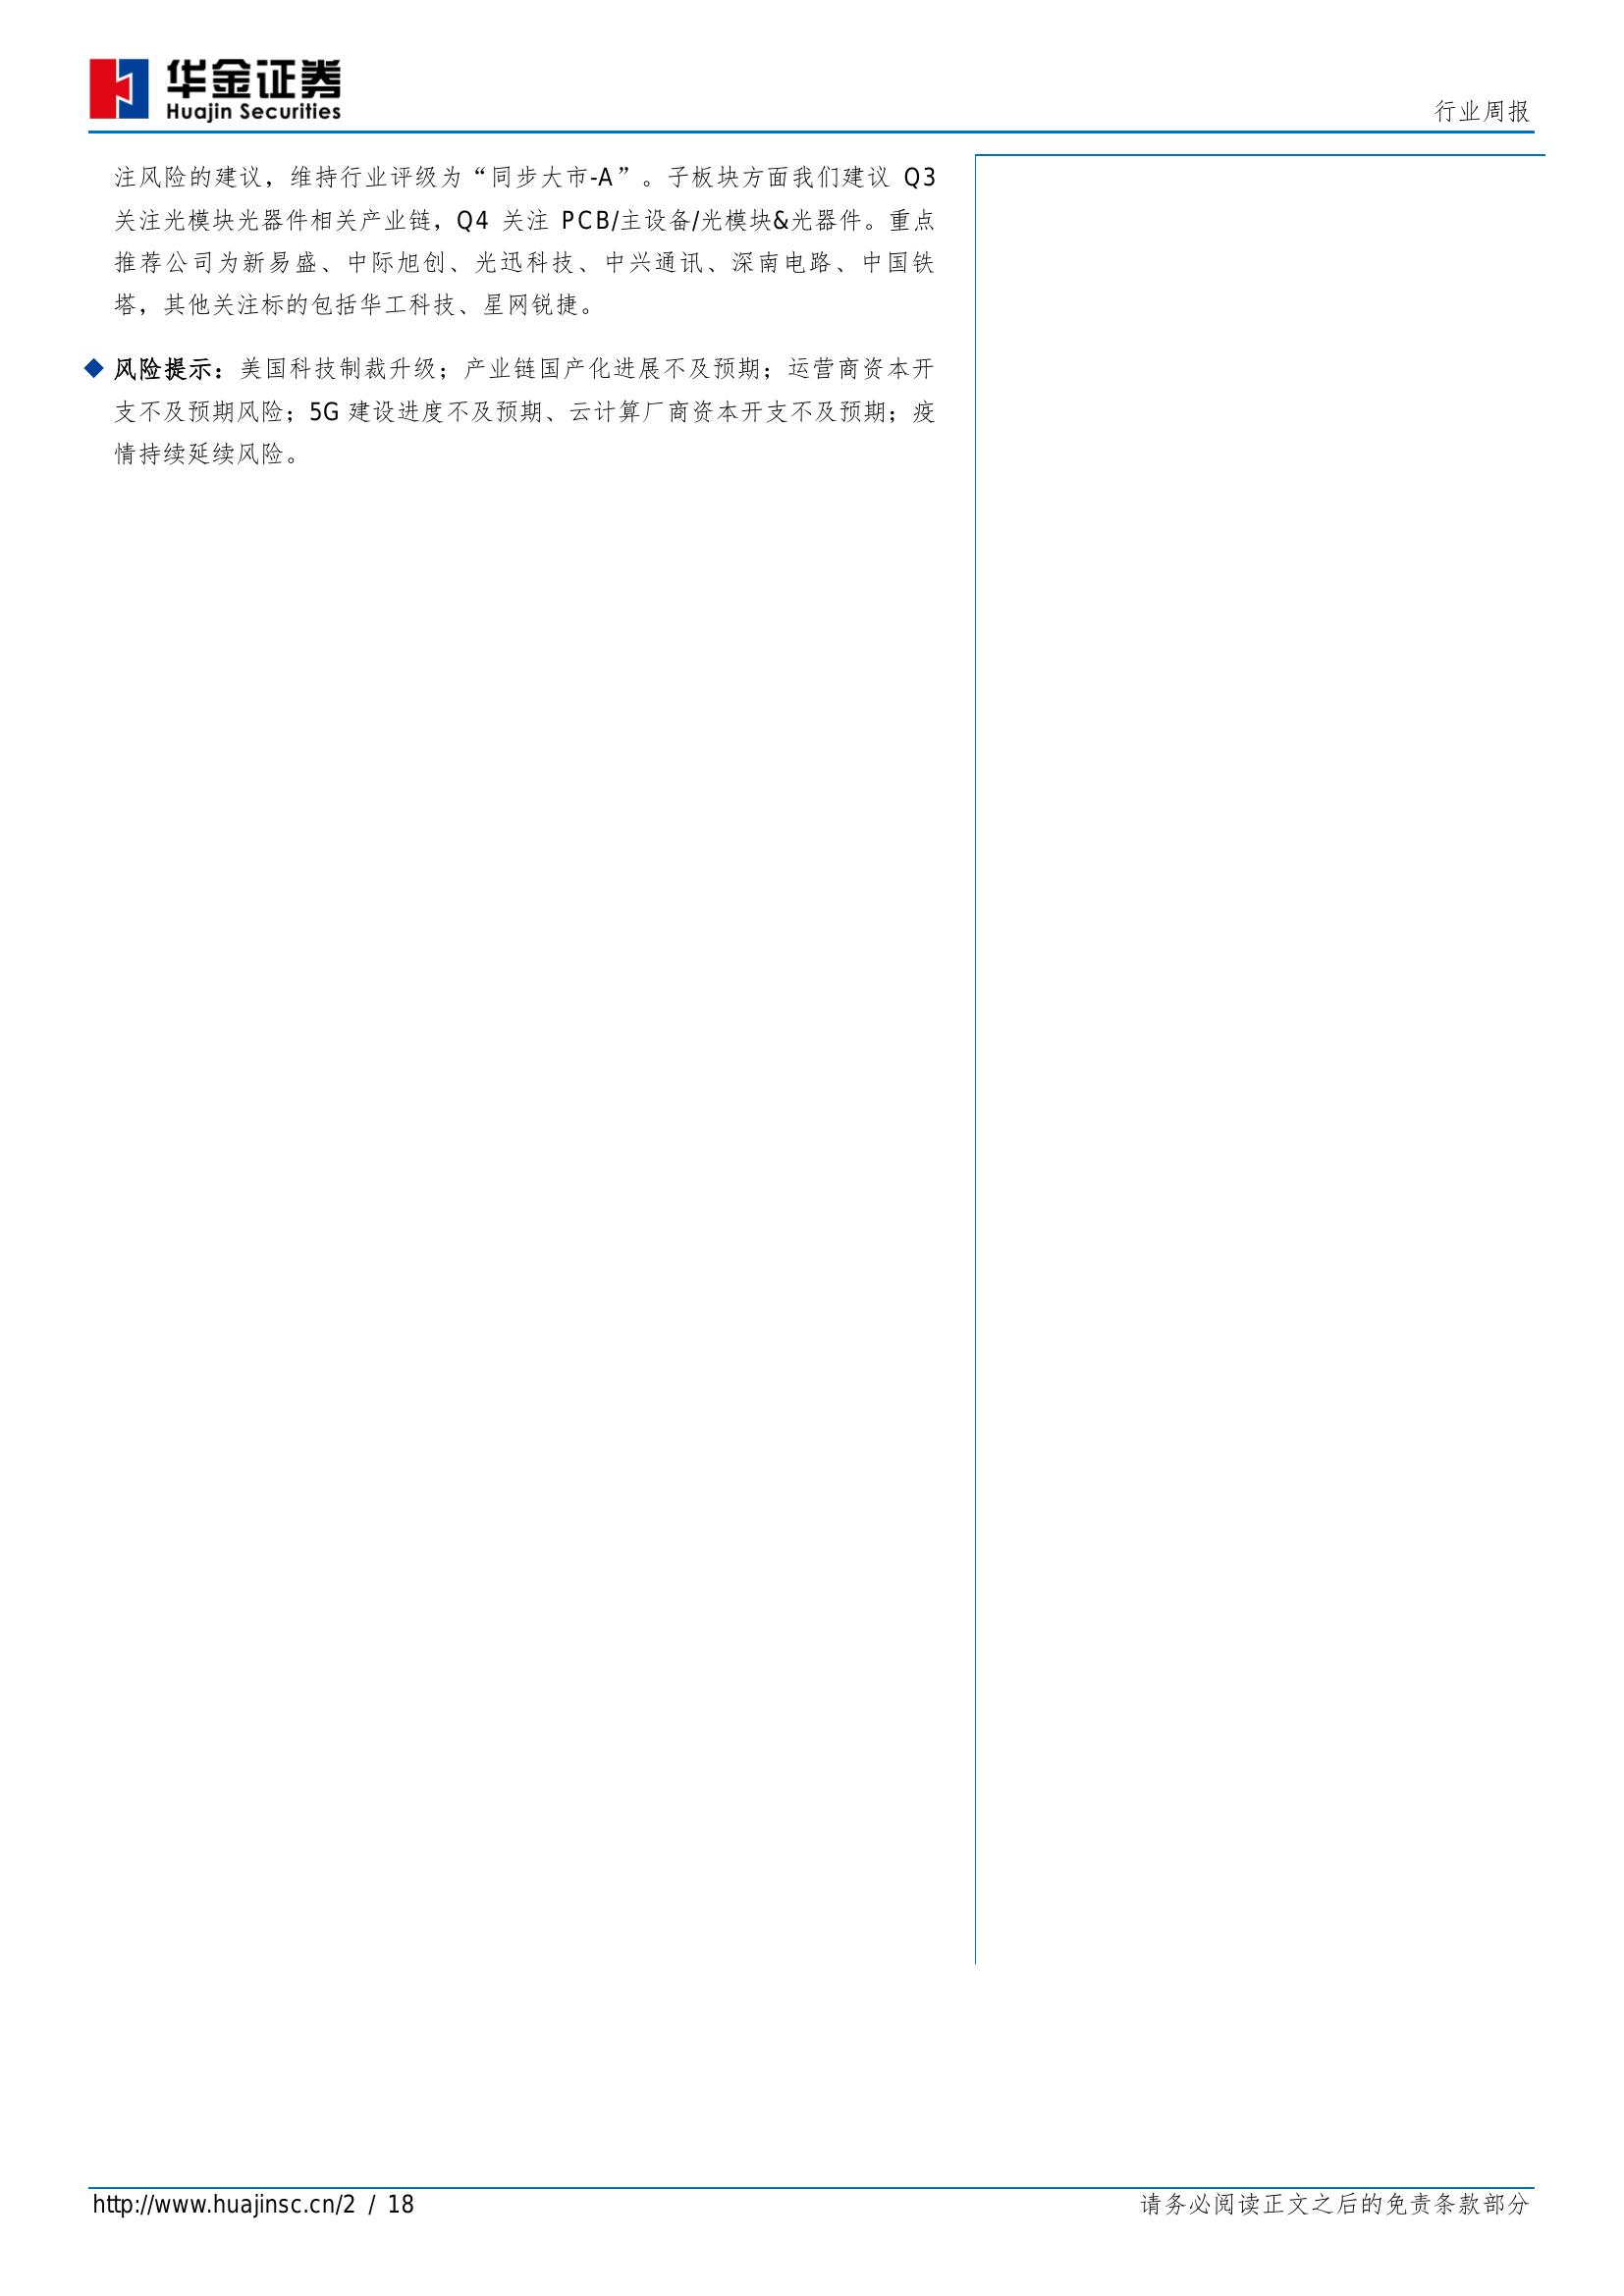 华金证券
Huajin Securities
行业周报
注风险的建议，维持行业评级为“同步大市-A”。子板块方面我们建议 Q3
关注光模块光器件相关产业链，Q4 关注 PCB/主设备/光模块&光器件。重点
推荐公司为新易盛、中际旭创、光迅科技、中兴通讯、深南电路、中国铁
塔，其他关注标的包括华工科技、星网锐捷。
◆ 风险提示：美国科技制裁升级；产业链国产化进展不及预期；运营商资本开
支不及预期风险；5G 建设进度不及预期、云计算厂商资本开支不及预期；疫
情持续延续风险。
http://www.huajinsc.cn/2 / 18
请务必阅读正文之后的免责条款部分